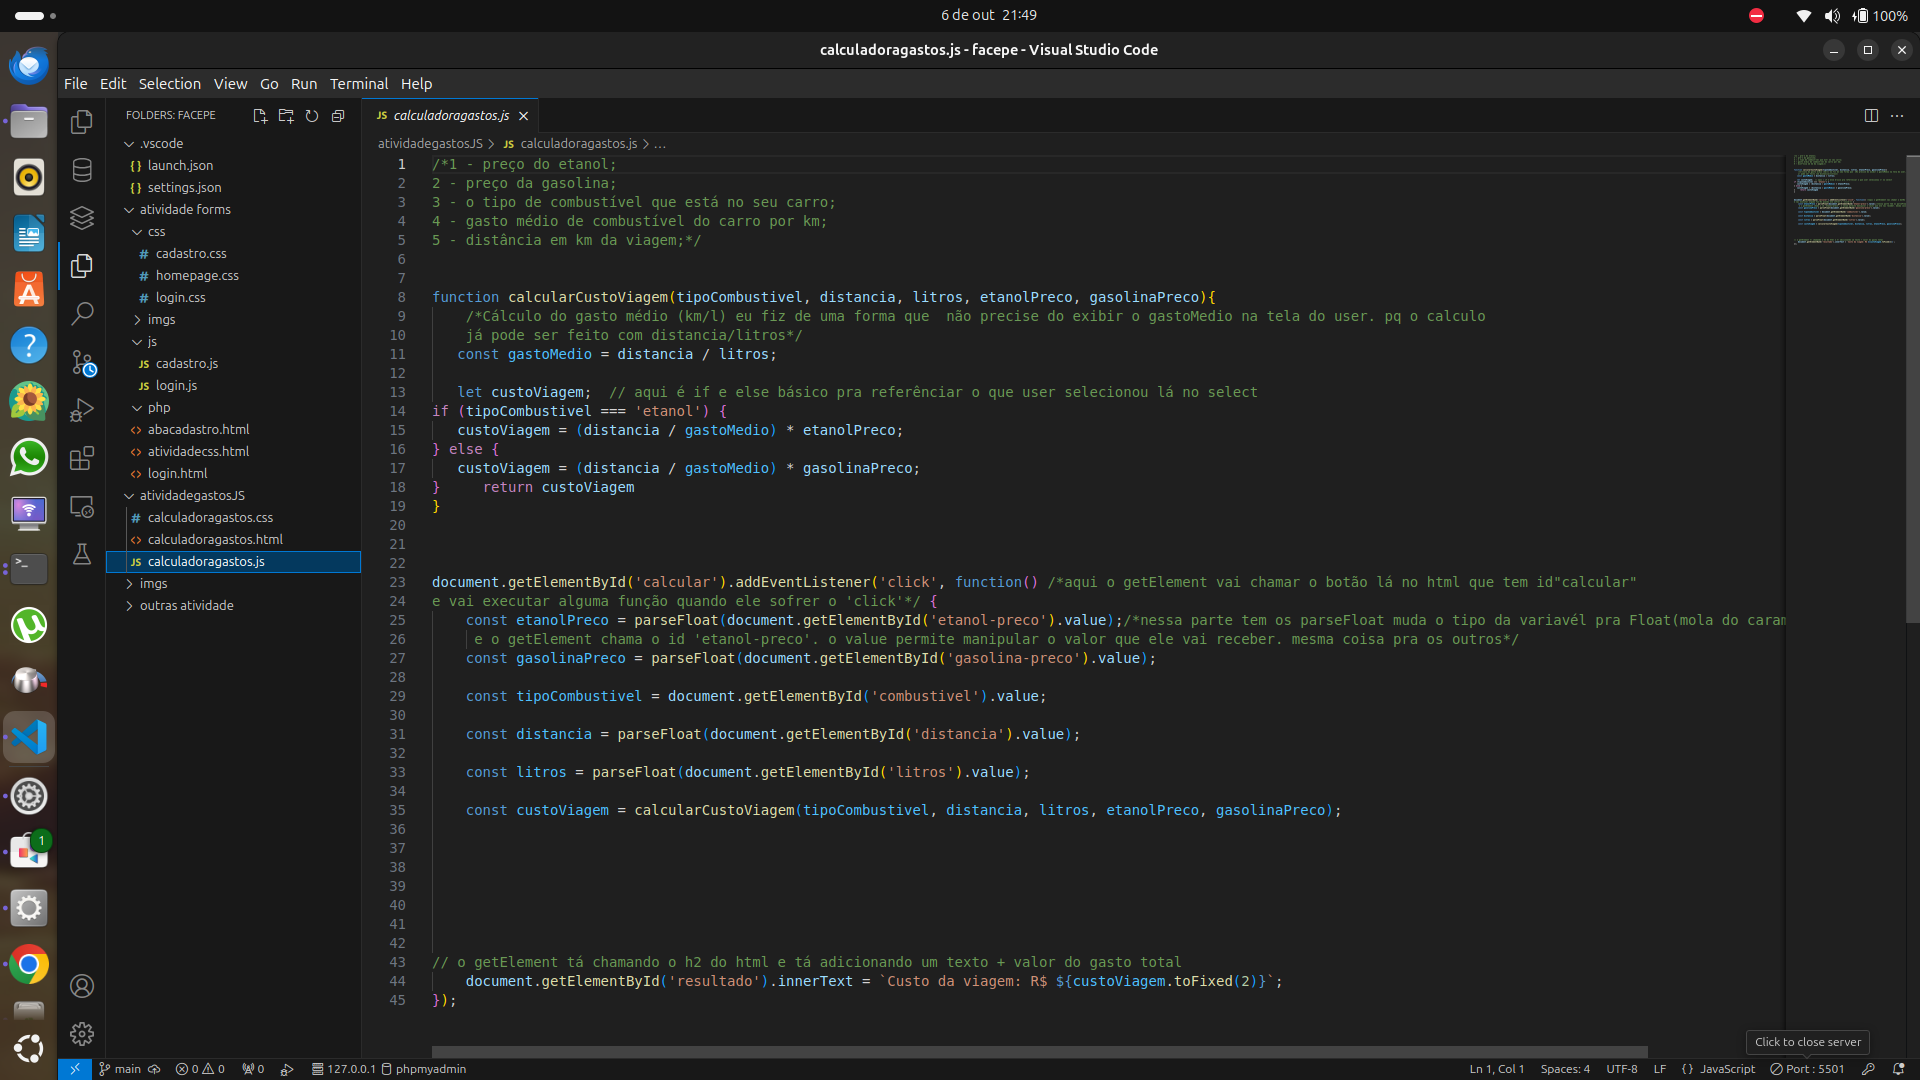 6 de out 21:49
100%
calculadoragastos.js - facepe - Visual Studio Code
File Edit Selection View Go Run Terminal Help
FOLDERS: FACEPE
.vscode
{} launch.json
{} settings.json
atividade forms
css
# cadastro.css
# homepage.css
# login.css
imgs
js
JS cadastro.js
JS login.js
php
<> abacadastro.html
<> atividadecss.html
<> login.html
atividadegastosJS
# calculadoragastos.css
<> calculadoragastos.html
JS calculadoragastos.js
imgs
outras atividade
1
JS calculadoragastos.js
atividadegastosJS > JS calculadoragastos.js > ...
1 /*1 - preço do etanol;
2 2 - preço da gasolina;
3 3 - o tipo de combustível que está no seu carro;
4 4 - gasto médio de combustível do carro por km;
5 5 - distância em km da viagem;*/
6
7
8 function calcularCustoViagem(tipoCombustivel, distancia, litros, etanolPreco, gasolinaPreco){
9 /*Cálculo do gasto médio (km/l) eu fiz de uma forma que  não precise do exibir o gastoMedio na tela do user. pq o calculo
10 já pode ser feito com distancia/litros*/
11 const gastoMedio = distancia / litros;
12
13 let custoViagem;  // aqui é if e else básico pra referênciar o que user selecionou lá no select
14 if (tipoCombustivel === 'etanol') {
15 custoViagem = (distancia / gastoMedio) * etanolPreco;
16 } else {
17 custoViagem = (distancia / gastoMedio) * gasolinaPreco;
18 }     return custoViagem
19 }
20
21
22
23 document.getElementById('calcular').addEventListener('click', function() /*aqui o getElement vai chamar o botão lá no html que tem id"calcular"
24 e vai executar alguma função quando ele sofrer o 'click'*/ {
25 const etanolPreco = parseFloat(document.getElementById('etanol-preco').value);/*nessa parte tem os parseFloat muda o tipo da variavél pra Float(mola do caram
26 e o getElement chama o id 'etanol-preco'. o value permite manipular o valor que ele vai receber. mesma coisa pra os outros*/
27 const gasolinaPreco = parseFloat(document.getElementById('gasolina-preco').value);
28
29 const tipoCombustivel = document.getElementById('combustivel').value;
30
31 const distancia = parseFloat(document.getElementById('distancia').value);
32
33 const litros = parseFloat(document.getElementById('litros').value);
34
35 const custoViagem = calcularCustoViagem(tipoCombustivel, distancia, litros, etanolPreco, gasolinaPreco);
36
37
38
39
40
41
42
43 // o getElement tá chamando o h2 do html e tá adicionando um texto + valor do gasto total
44 document.getElementById('resultado').innerText = `Custo da viagem: R$ ${custoViagem.toFixed(2)}`;
45 });
Click to close server
main 0 0 0 127.0.0.1 phpmyadmin
Ln 1, Col 1 Spaces: 4 UTF-8 LF {} JavaScript Port : 5501